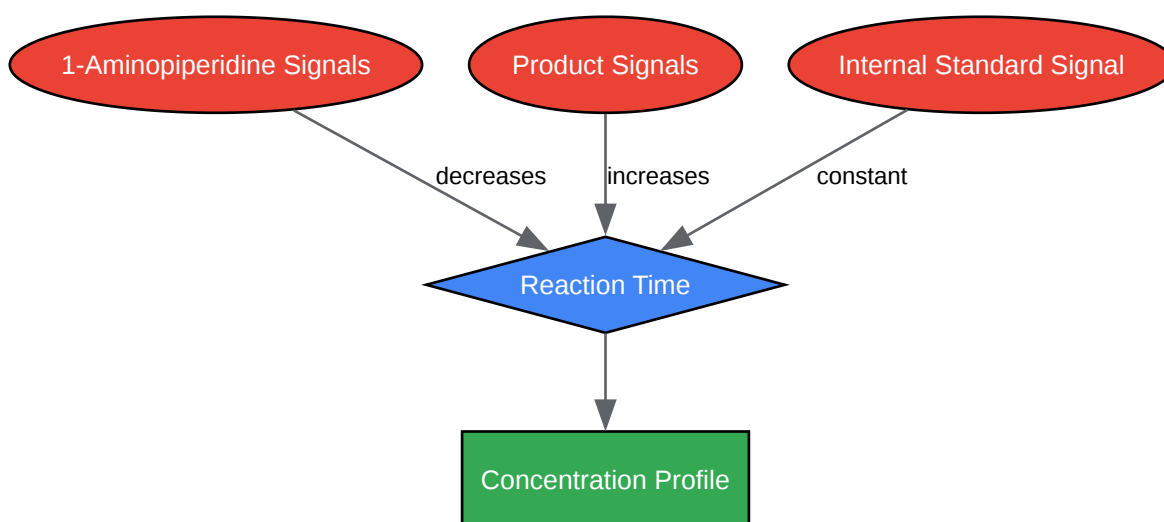 1-Aminopiperidine Signals
Product Signals
Internal Standard Signal
decreases
increases
constant
Reaction Time
Concentration Profile